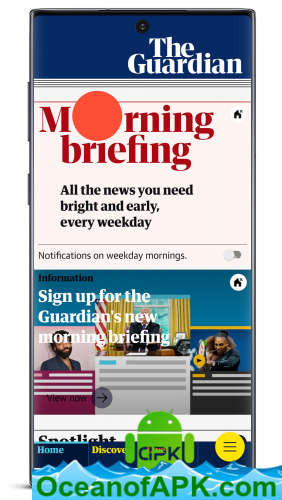 The
Guardian
Morning
briefing
All the news you need
bright and early,
every weekday
Notifications on weekday mornings.
Information
Sign up for the
Guardian's new
morning briefing
View now
Spotlight
Home Discover
CIPKU
OceanofAPK.com